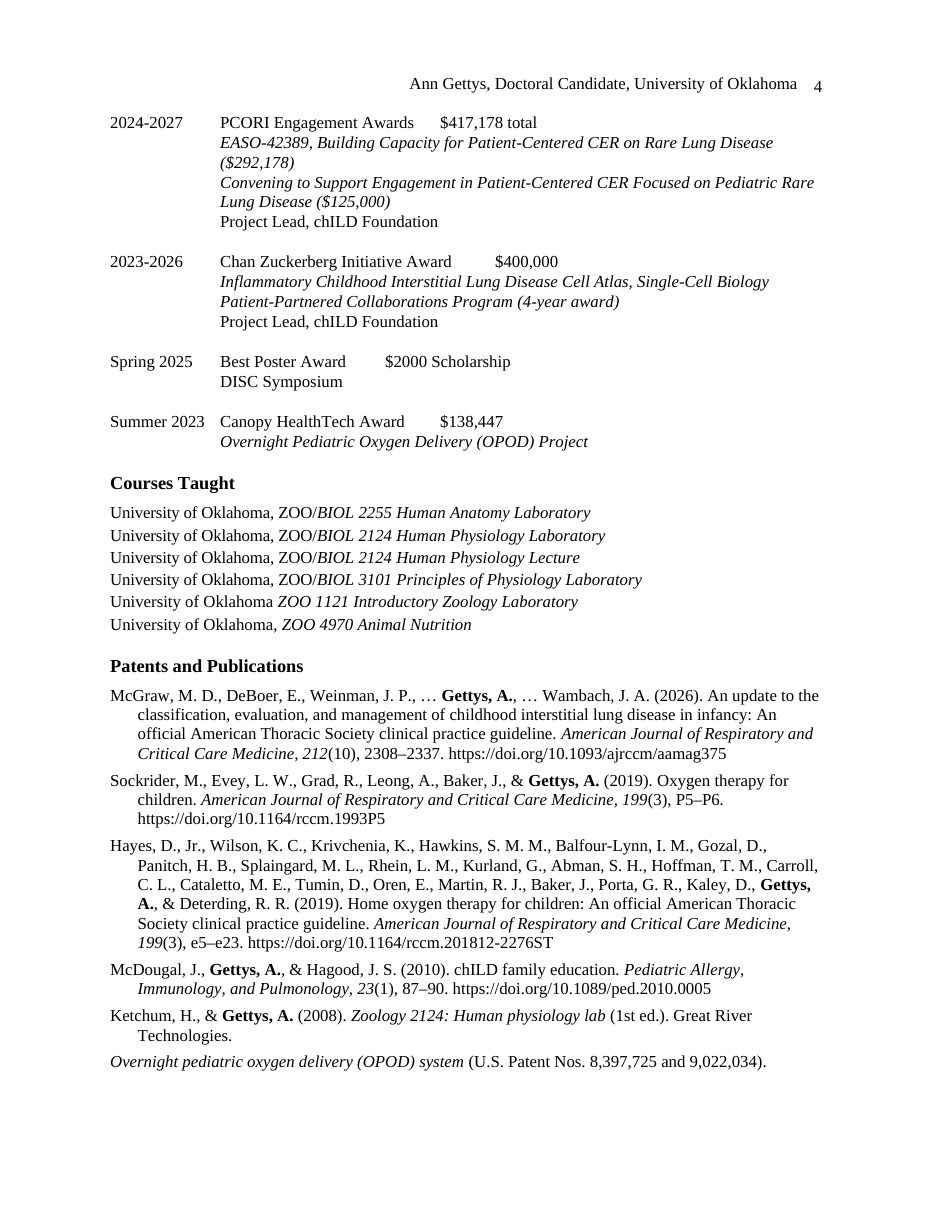 Ann Gettys, Doctoral Candidate, University of Oklahoma 4
2024-2027 PCORI Engagement Awards $417,178 total
EASO-42389, Building Capacity for Patient-Centered CER on Rare Lung Disease
($292,178)
Convening to Support Engagement in Patient-Centered CER Focused on Pediatric Rare
Lung Disease ($125,000)
Project Lead, chILD Foundation
2023-2026 Chan Zuckerberg Initiative Award $400,000
Inflammatory Childhood Interstitial Lung Disease Cell Atlas, Single-Cell Biology
Patient-Partnered Collaborations Program (4-year award)
Project Lead, chILD Foundation
Spring 2025 Best Poster Award $2000 Scholarship
DISC Symposium
Summer 2023 Canopy HealthTech Award $138,447
Overnight Pediatric Oxygen Delivery (OPOD) Project
Courses Taught
University of Oklahoma, ZOO/BIOL 2255 Human Anatomy Laboratory
University of Oklahoma, ZOO/BIOL 2124 Human Physiology Laboratory
University of Oklahoma, ZOO/BIOL 2124 Human Physiology Lecture
University of Oklahoma, ZOO/BIOL 3101 Principles of Physiology Laboratory
University of Oklahoma ZOO 1121 Introductory Zoology Laboratory
University of Oklahoma, ZOO 4970 Animal Nutrition
Patents and Publications
McGraw, M. D., DeBoer, E., Weinman, J. P., … Gettys, A., … Wambach, J. A. (2026). An update to the
classification, evaluation, and management of childhood interstitial lung disease in infancy: An
official American Thoracic Society clinical practice guideline. American Journal of Respiratory and
Critical Care Medicine, 212(10), 2308–2337. https://doi.org/10.1093/ajrccm/aamag375
Sockrider, M., Evey, L. W., Grad, R., Leong, A., Baker, J., & Gettys, A. (2019). Oxygen therapy for
children. American Journal of Respiratory and Critical Care Medicine, 199(3), P5–P6.
https://doi.org/10.1164/rccm.1993P5
Hayes, D., Jr., Wilson, K. C., Krivchenia, K., Hawkins, S. M. M., Balfour-Lynn, I. M., Gozal, D.,
Panitch, H. B., Splaingard, M. L., Rhein, L. M., Kurland, G., Abman, S. H., Hoffman, T. M., Carroll,
C. L., Cataletto, M. E., Tumin, D., Oren, E., Martin, R. J., Baker, J., Porta, G. R., Kaley, D., Gettys,
A., & Deterding, R. R. (2019). Home oxygen therapy for children: An official American Thoracic
Society clinical practice guideline. American Journal of Respiratory and Critical Care Medicine,
199(3), e5–e23. https://doi.org/10.1164/rccm.201812-2276ST
McDougal, J., Gettys, A., & Hagood, J. S. (2010). chILD family education. Pediatric Allergy,
Immunology, and Pulmonology, 23(1), 87–90. https://doi.org/10.1089/ped.2010.0005
Ketchum, H., & Gettys, A. (2008). Zoology 2124: Human physiology lab (1st ed.). Great River
Technologies.
Overnight pediatric oxygen delivery (OPOD) system (U.S. Patent Nos. 8,397,725 and 9,022,034).